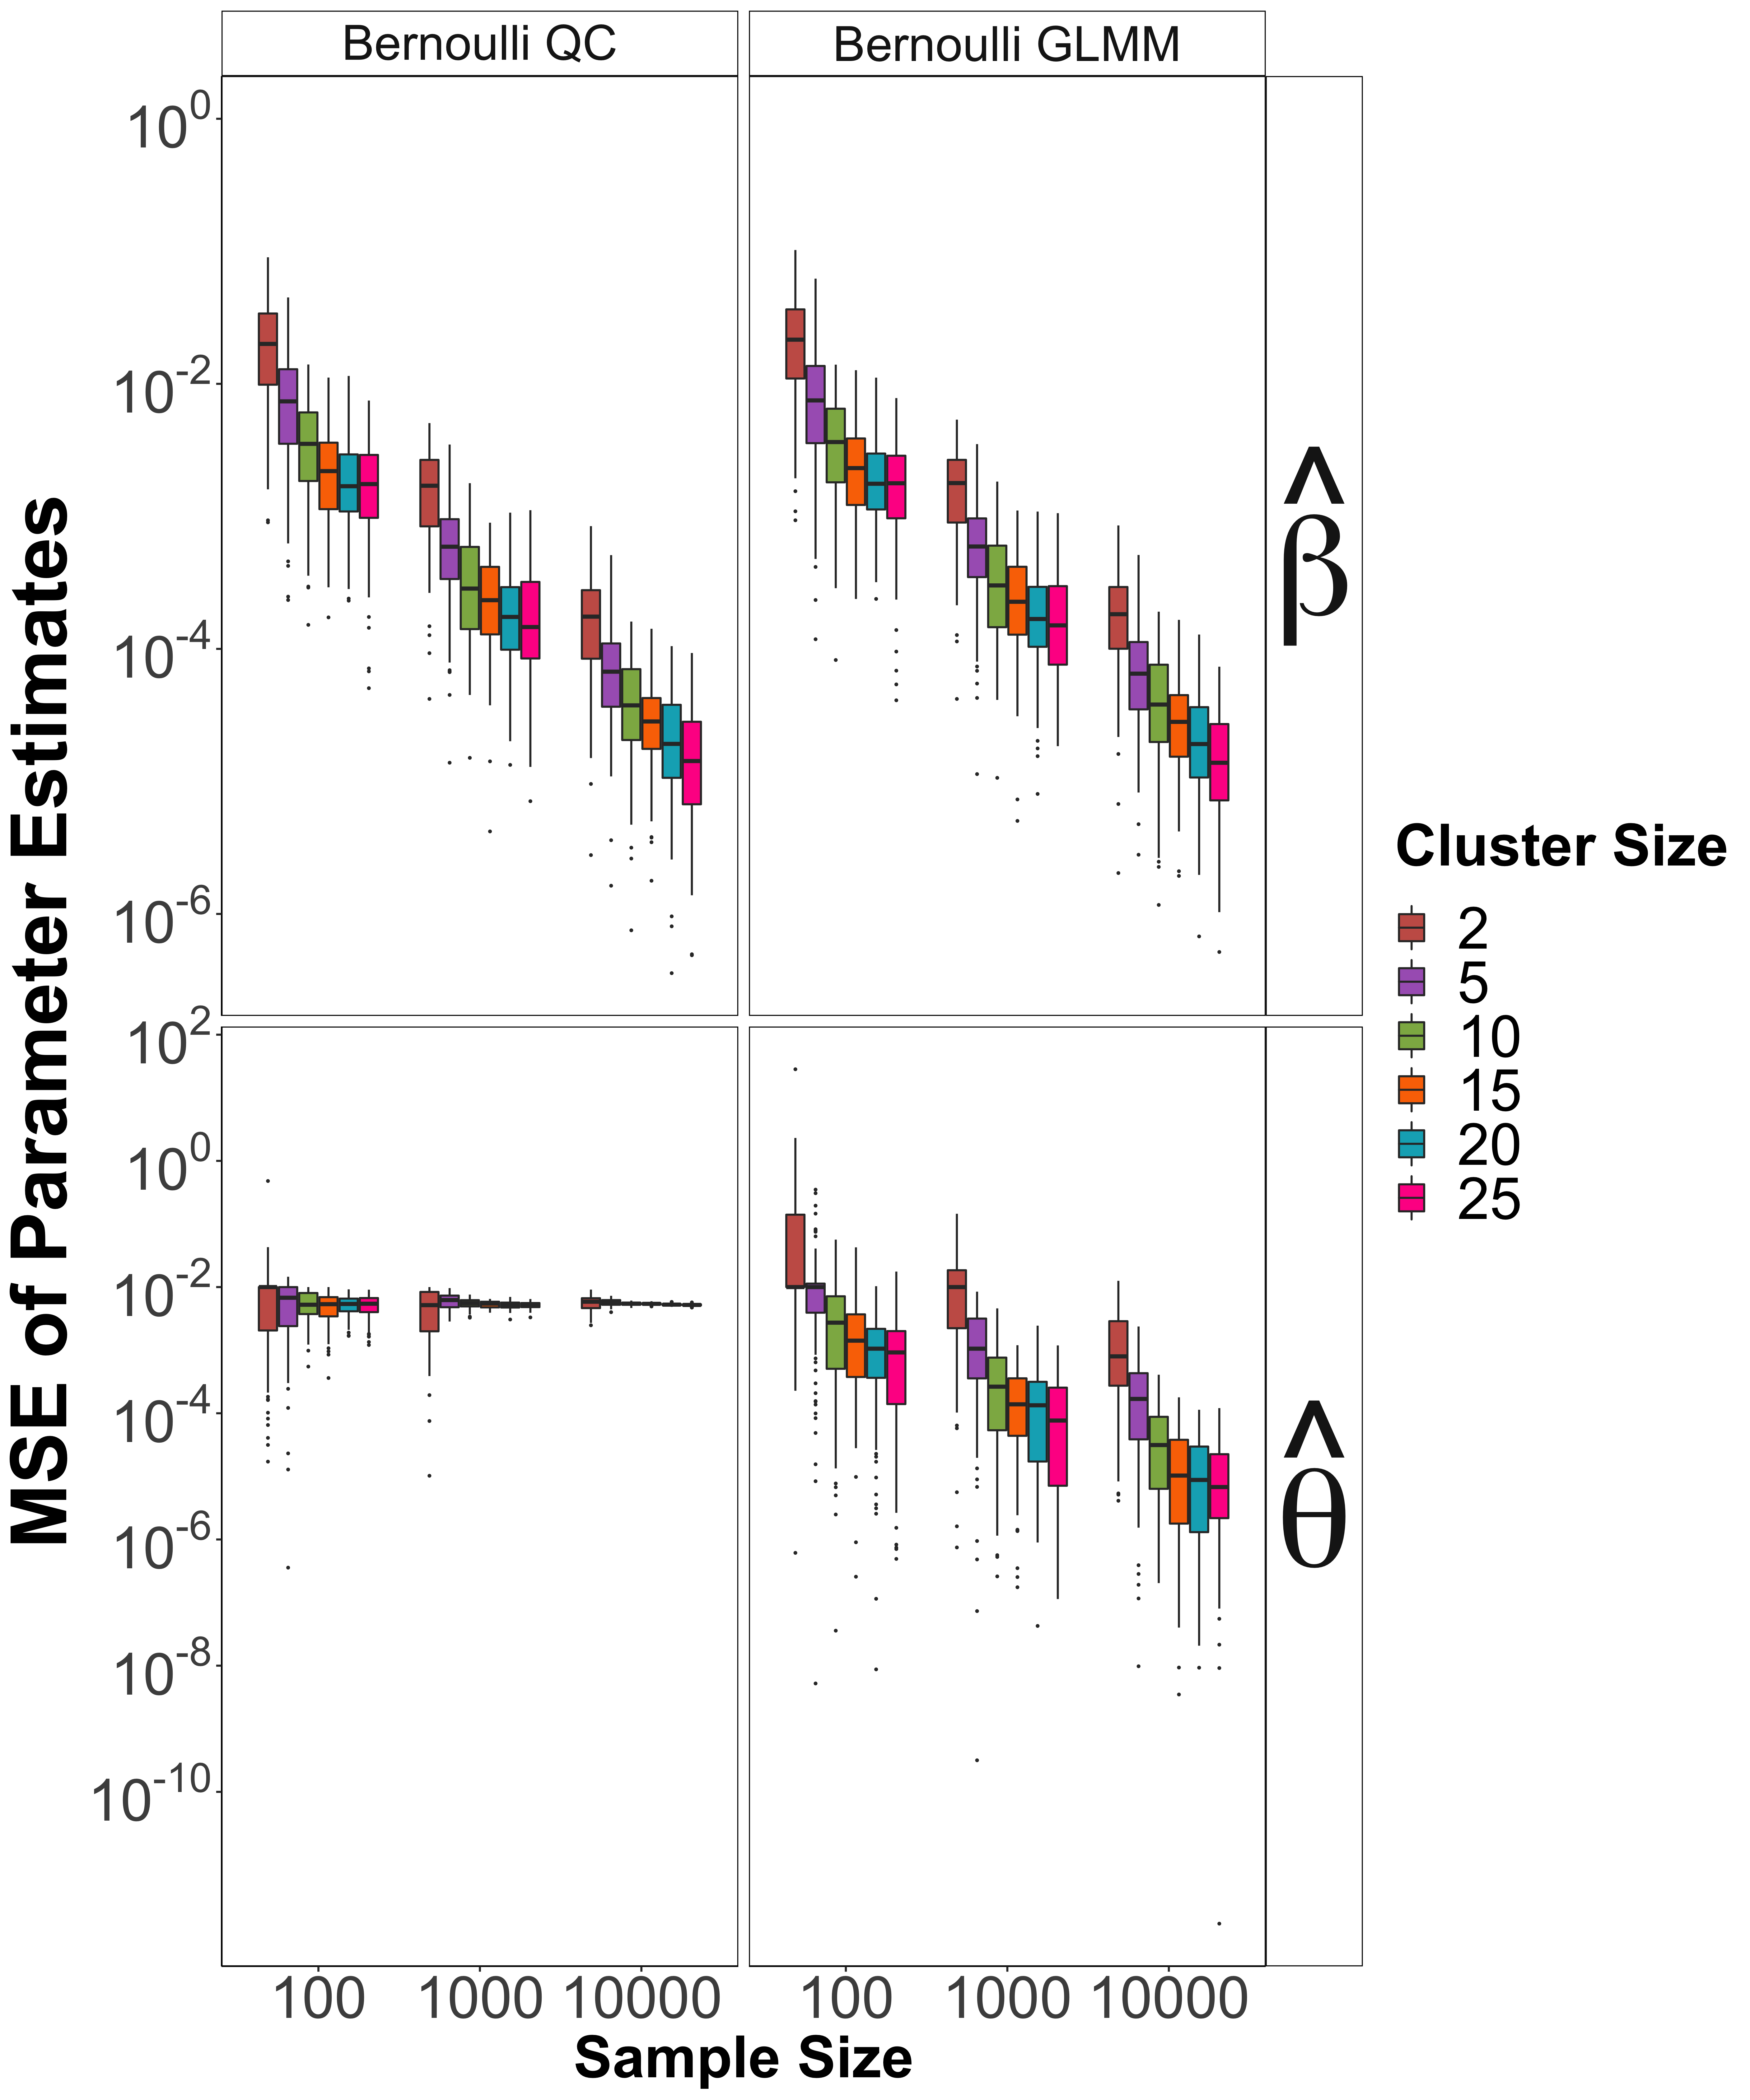 Bernoulli QC
Bernoulli GLMM
MSE of Parameter Estimates
10^0
10^-2
10^-4
10^-6
β̂
10^2
10^0
10^-2
10^-4
10^-6
10^-8
10^-10
θ̂
100 1000 10000
100 1000 10000
Sample Size
Cluster Size
2
5
10
15
20
25